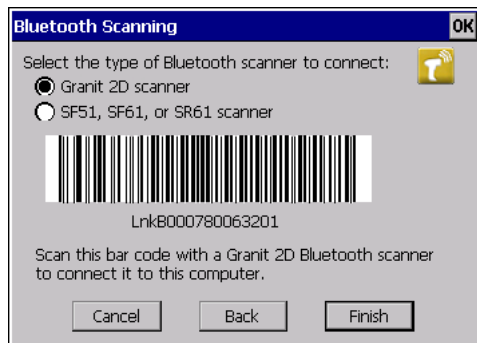 Bluetooth Scanning OK
Select the type of Bluetooth scanner to connect:
Granit 2D scanner
SF51, SF61, or SR61 scanner
LnkB000780063201
Scan this bar code with a Granit 2D Bluetooth scanner
to connect it to this computer.
Cancel Back Finish